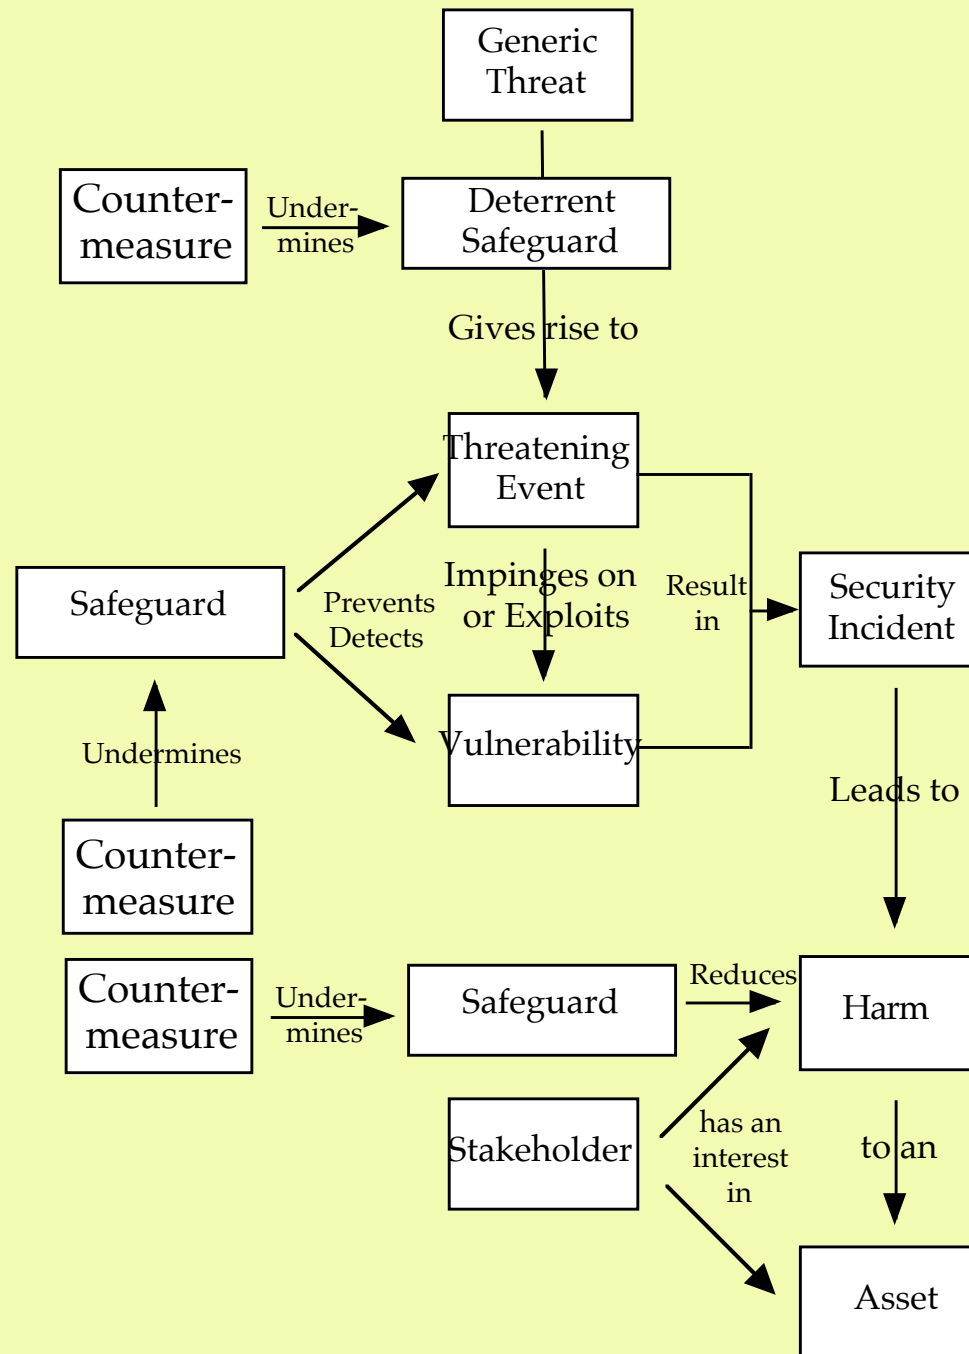 Generic
Threat
Counter-
measure
Under-
mines
Deterrent
Safeguard
Gives rise to
Threatening
Event
Safeguard
Prevents
Detects
Impinges on
or Exploits
Result
in
Security
Incident
Vulnerability
Undermines
Leads to
Counter-
measure
Counter-
measure
Under-
mines
Safeguard
Reduces
Harm
Stakeholder
has an
interest
in
to an
Asset